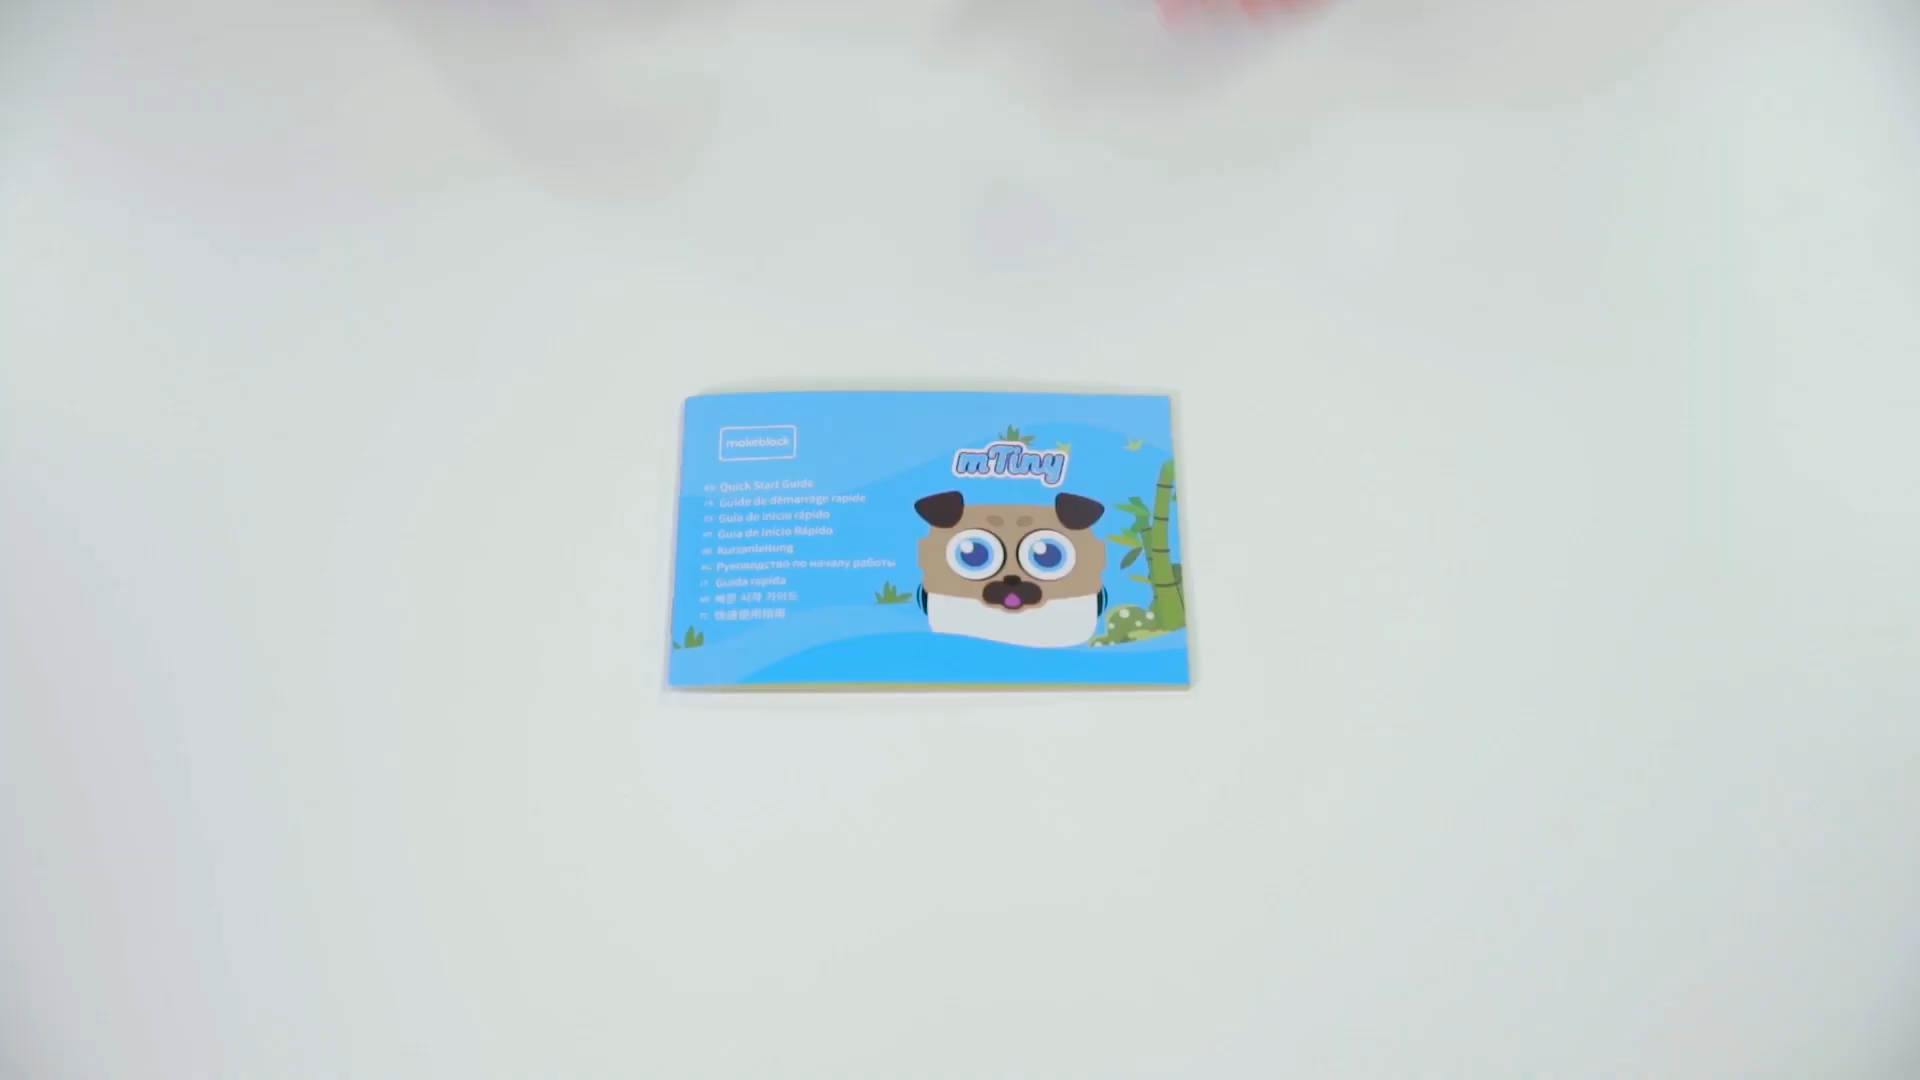 makeblock
mTiny
Quick Start Guide
Guide de démarrage rapide
Guía de inicio rápido
Guia de Início Rápido
Kurzanleitung
Руководство по началу работы
Guida rapida
빠른 시작 가이드
快速使用指南